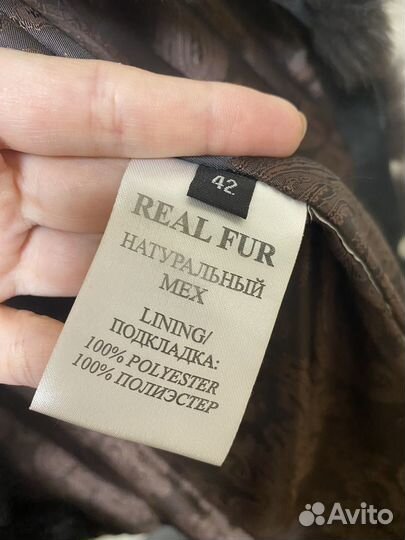 42
REAL FUR
НАТУРАЛЬНЫЙ
МЕХ
LINING/
ПОДКЛАДКА:
100% POLYESTER
100% ПОЛИЭСТЕР
Avito